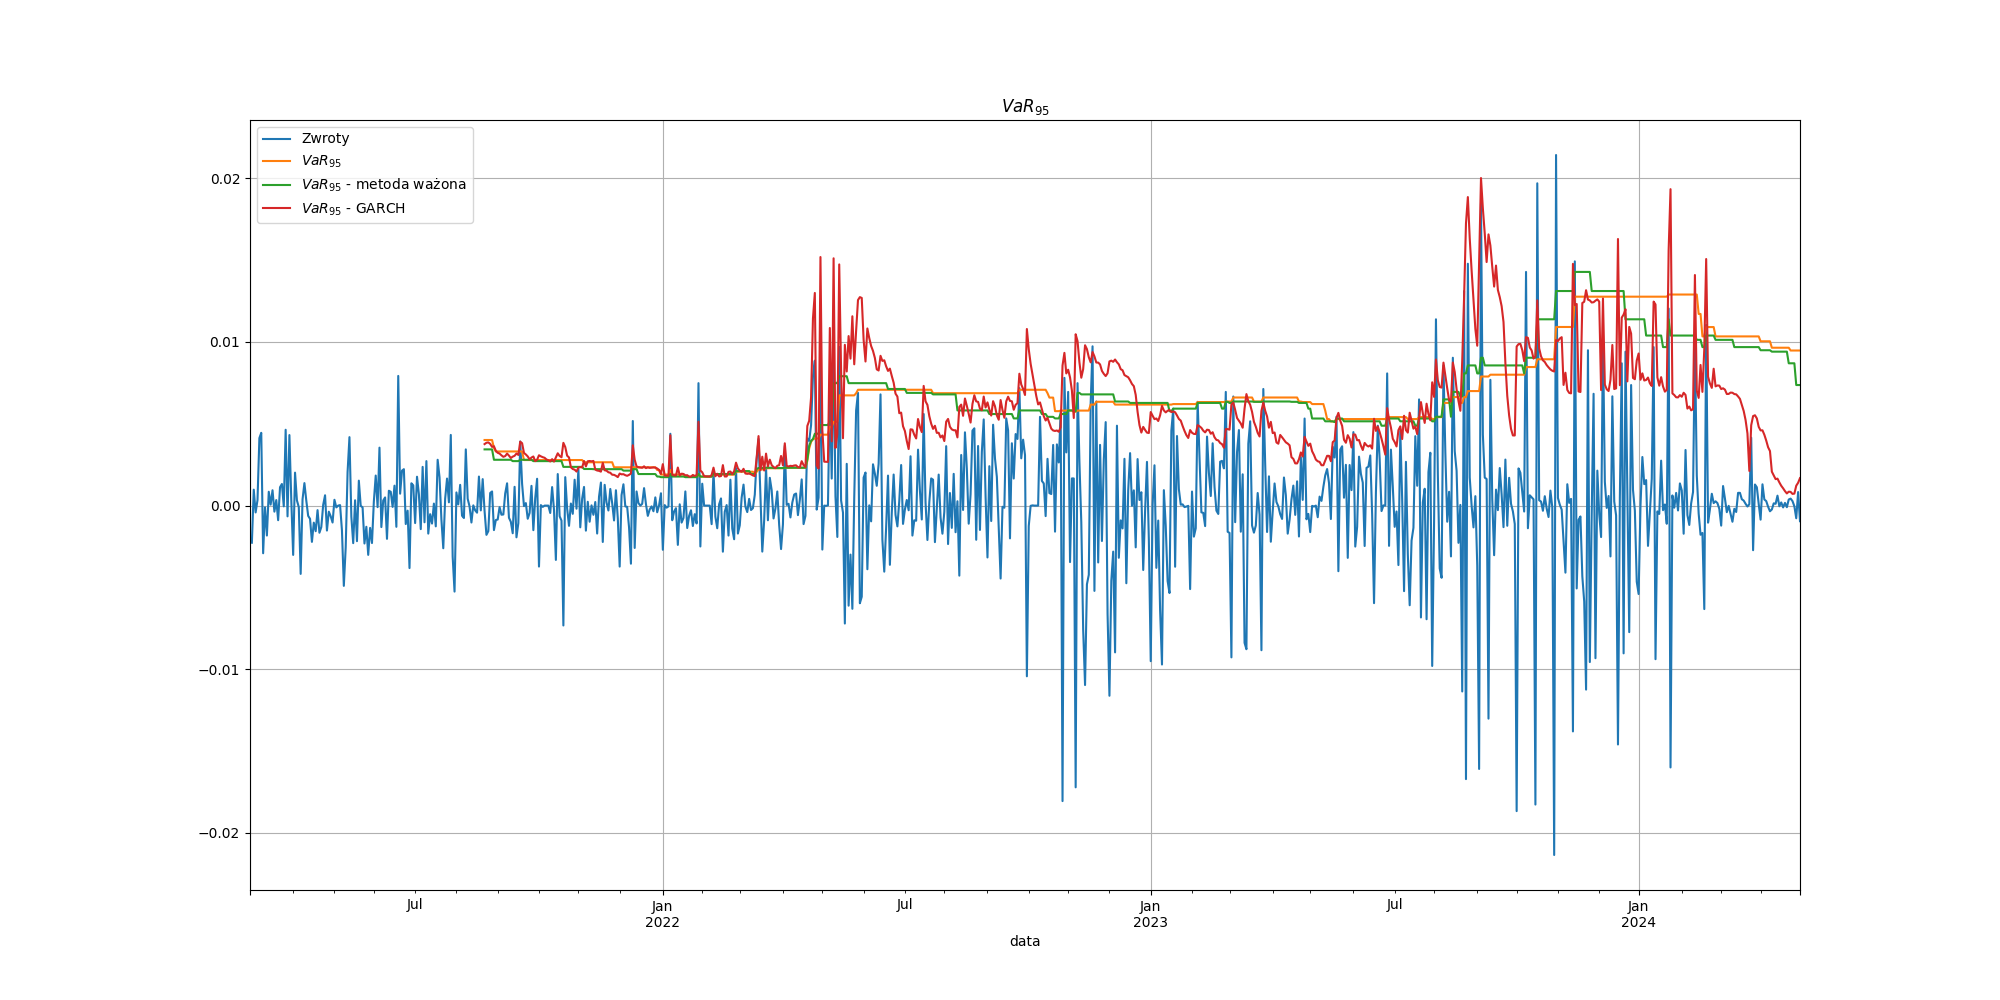 VaR₉₅
Zwroty
VaR₉₅
VaR₉₅ - metoda ważona
VaR₉₅ - GARCH
0.02
0.01
0.00
−0.01
−0.02
Jul Jan Jul Jan Jul Jan
2022 2023 2024
data